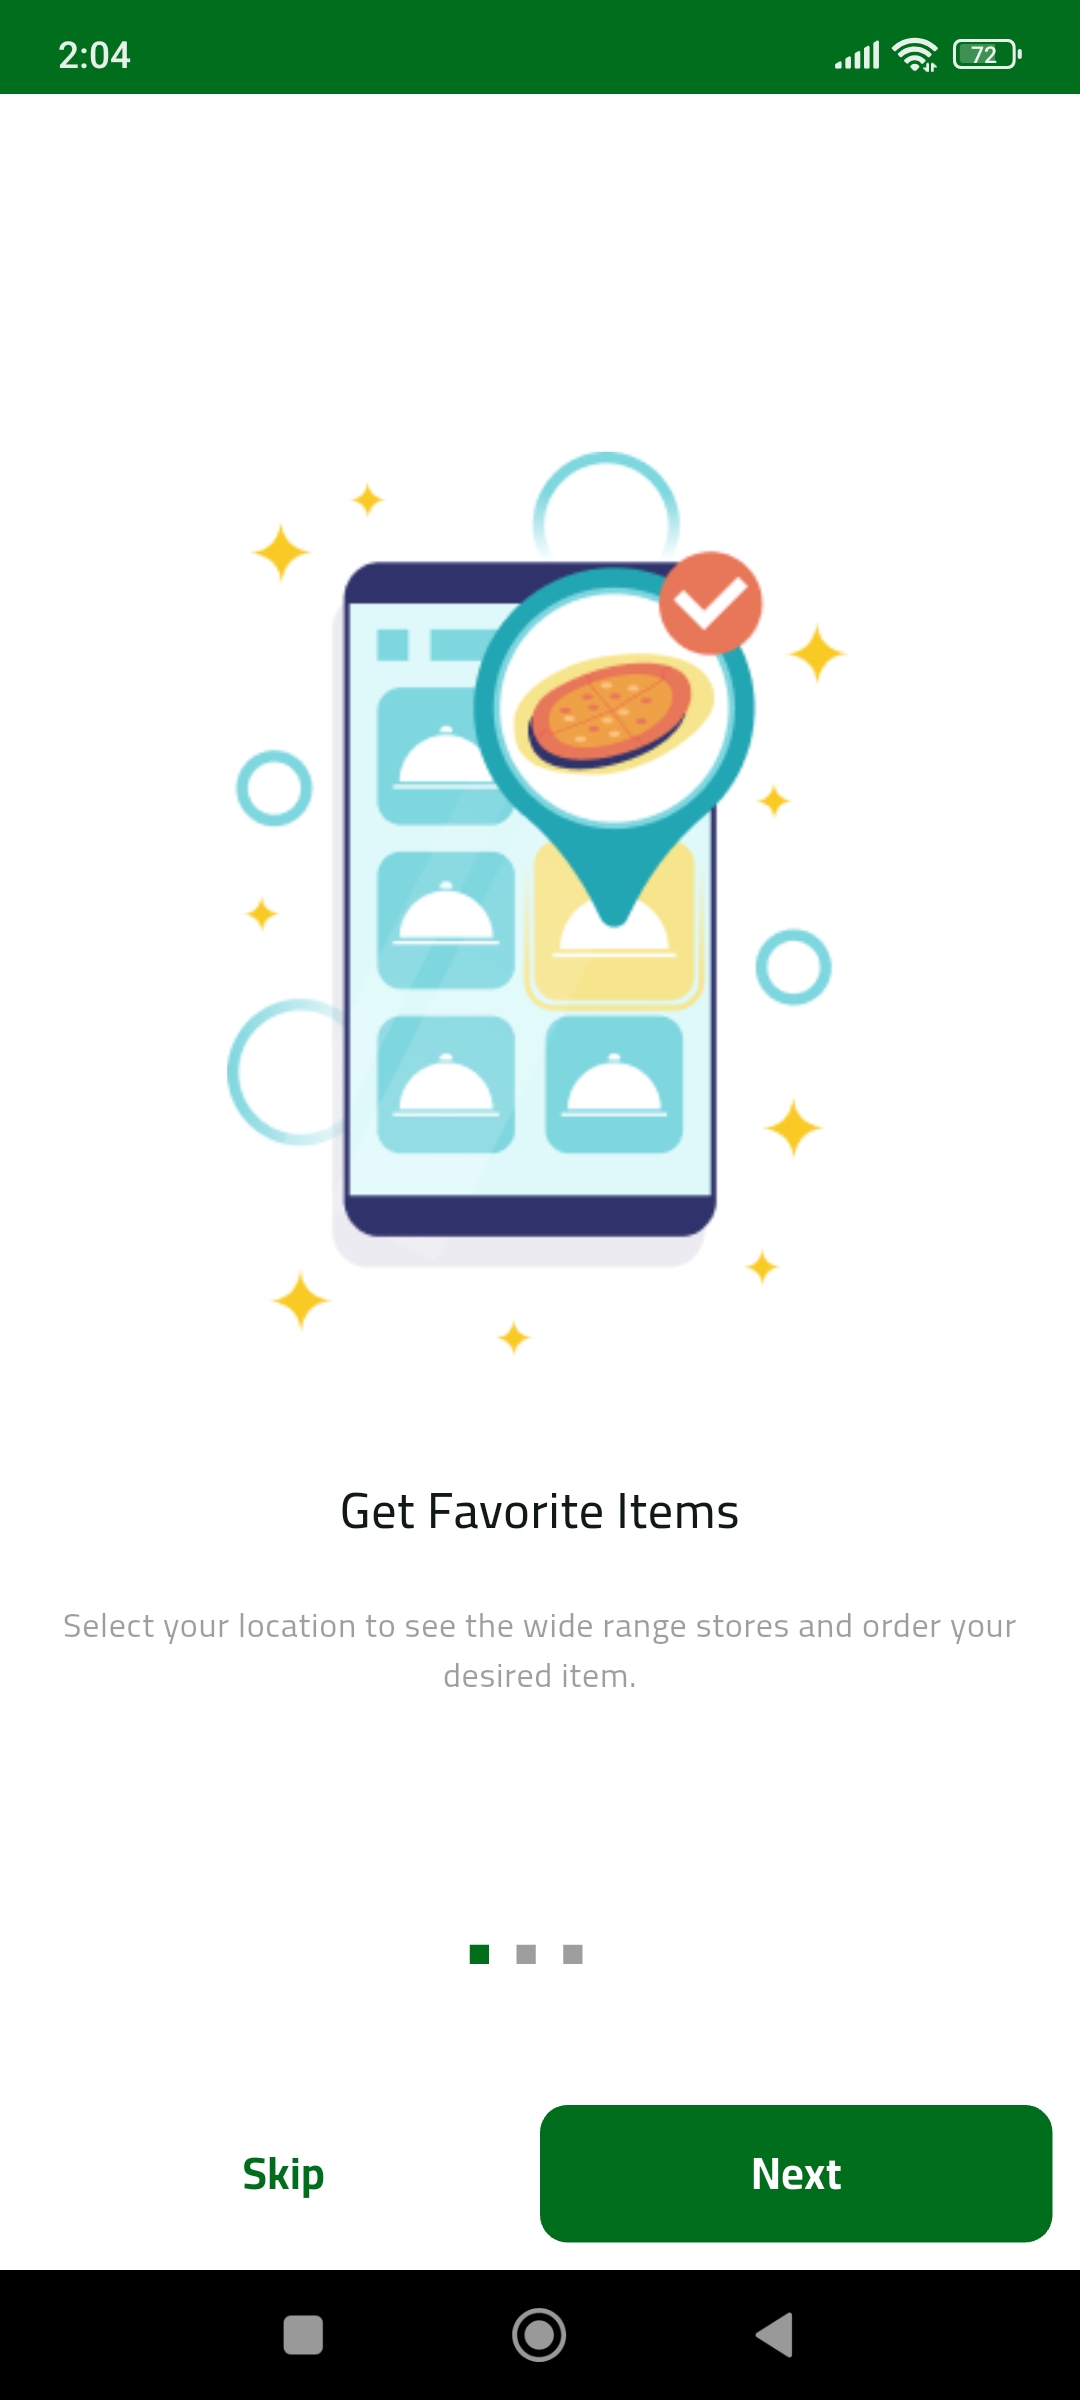 2:04
72
Get Favorite Items
Select your location to see the wide range stores and order your
desired item.
Skip
Next